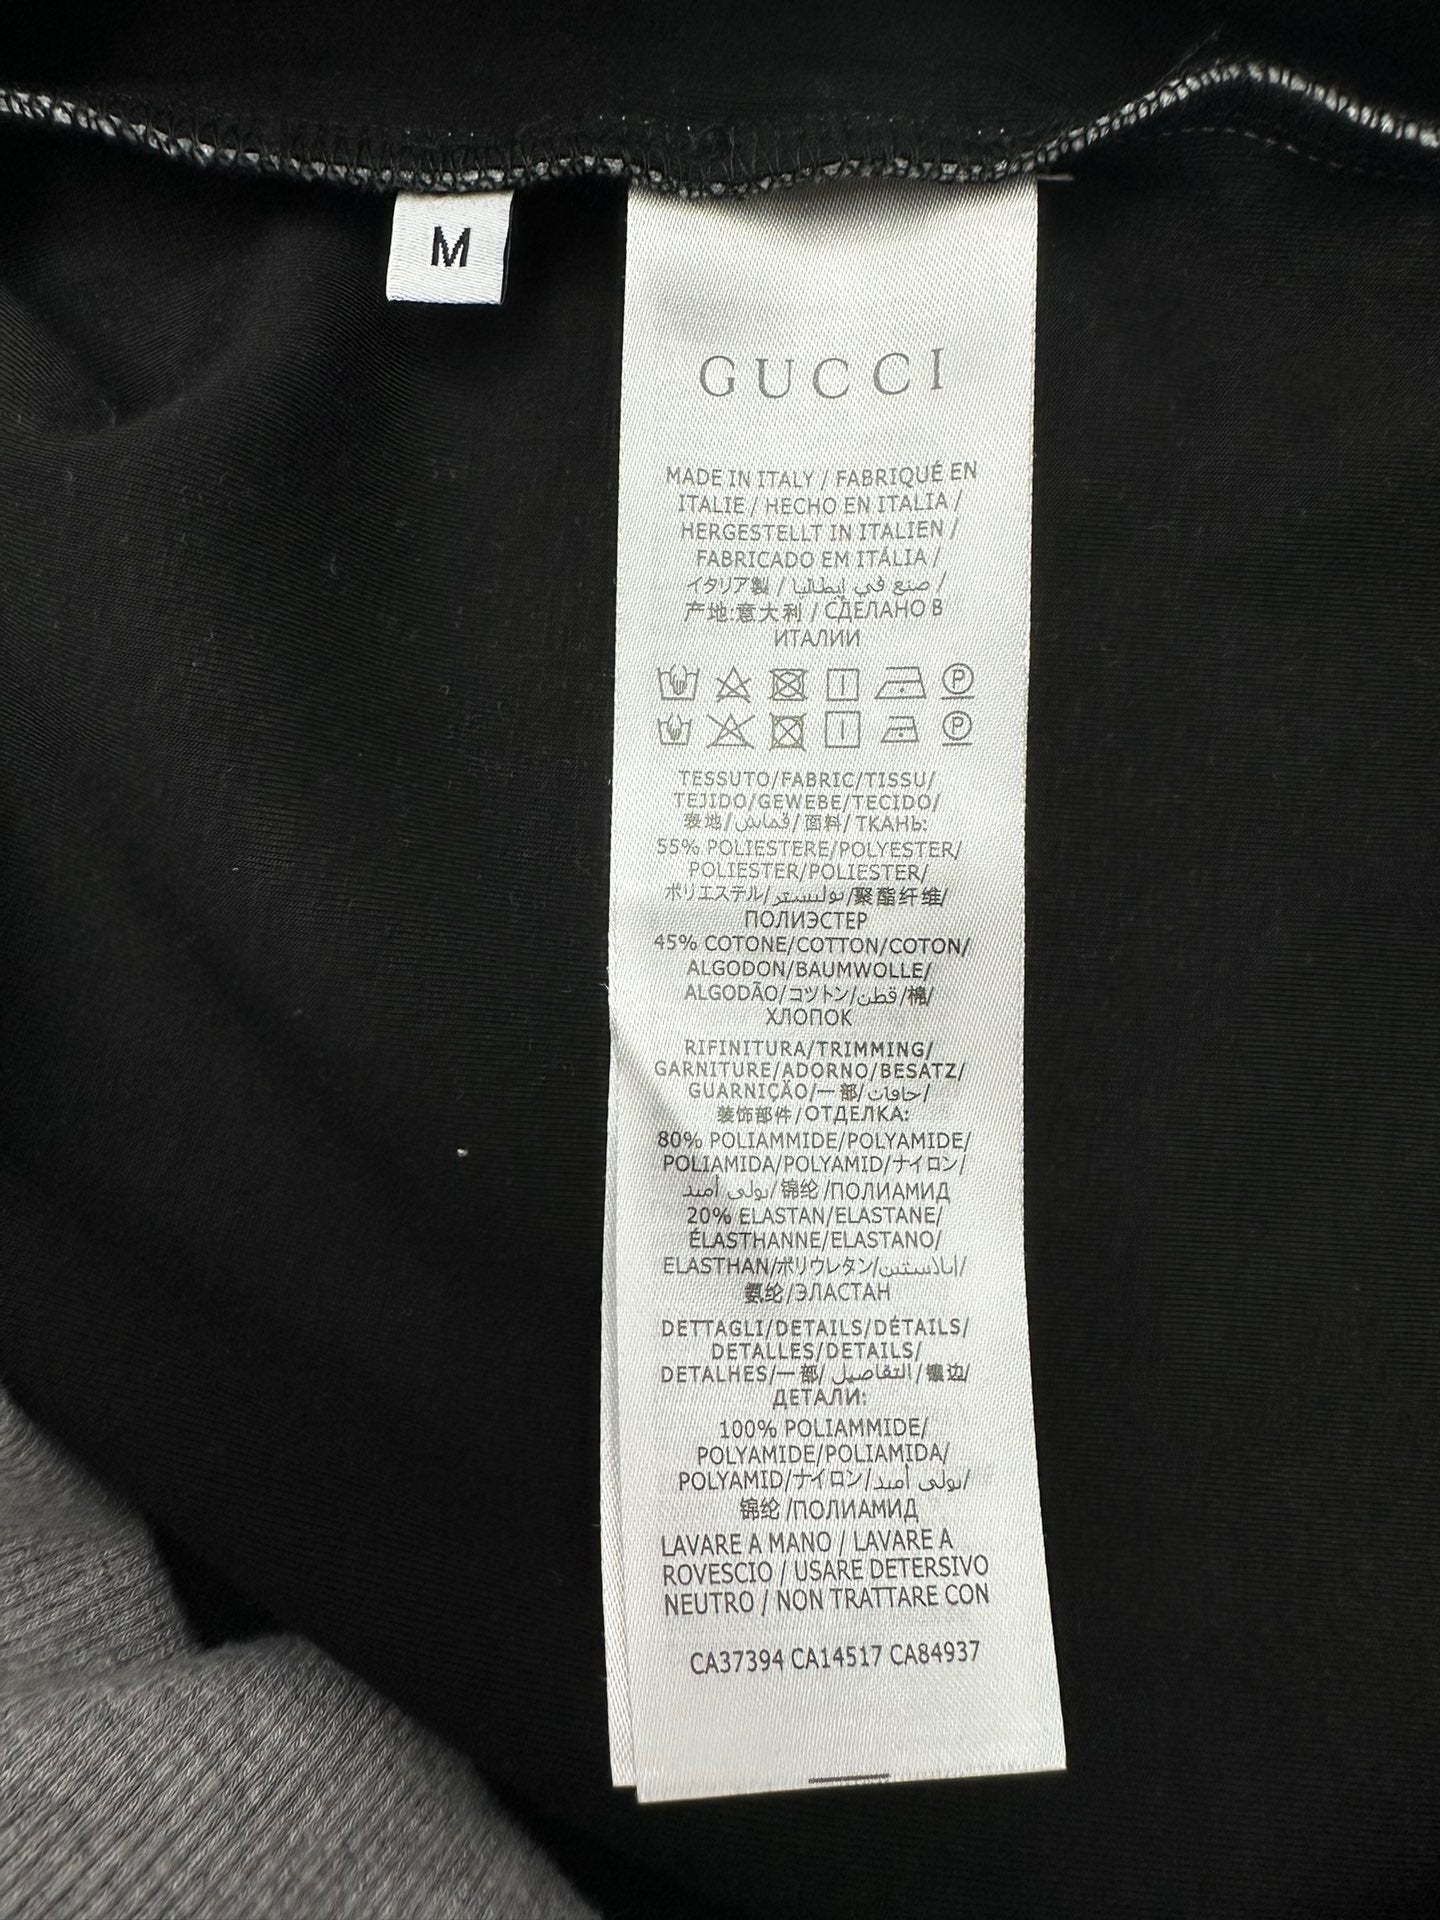 M
GUCCI
MADE IN ITALY / FABRIQUÉ EN
ITALIE / HECHO EN ITALIA /
HERGESTELLT IN ITALIEN /
FABRICADO EM ITÁLIA /
イタリア製 / صنع في إيطاليا /
产地:意大利 / СДЕЛАНО В
ИТАЛИИ
P
P
TESSUTO/FABRIC/TISSU/
TEJIDO/GEWEBE/TECIDO/
表地/قماش/面料/ТКАНЬ:
55% POLIESTERE/POLYESTER/
POLIESTER/POLIESTER/
ポリエステル/بوليستر/聚酯纤维/
ПОЛИЭСТЕР
45% COTONE/COTTON/COTON/
ALGODON/BAUMWOLLE/
ALGODÃO/コツトン/قطن/棉/
ХЛОПОК
RIFINITURA/TRIMMING/
GARNITURE/ADORNO/BESATZ/
GUARNIÇÃO/一部/حافات/
装饰部件/ОТДЕЛКА:
80% POLIAMMIDE/POLYAMIDE/
POLIAMIDA/POLYAMID/ナイロン/
بولي أميد/锦纶/ПОЛИАМИД
20% ELASTAN/ELASTANE/
ÉLASTHANNE/ELASTANO/
ELASTHAN/ポリウレタン/إيلاستين/
氨纶/ЭЛАСТАН
DETTAGLI/DETAILS/DÉTAILS/
DETALLES/DETAILS/
DETALHES/一部/التفاصيل/镶边/
ДЕТАЛИ:
100% POLIAMMIDE/
POLYAMIDE/POLIAMIDA/
POLYAMID/ナイロン/بولي أميد/
锦纶/ПОЛИАМИД
LAVARE A MANO / LAVARE A
ROVESCIO / USARE DETERSIVO
NEUTRO / NON TRATTARE CON
CA37394 CA14517 CA84937